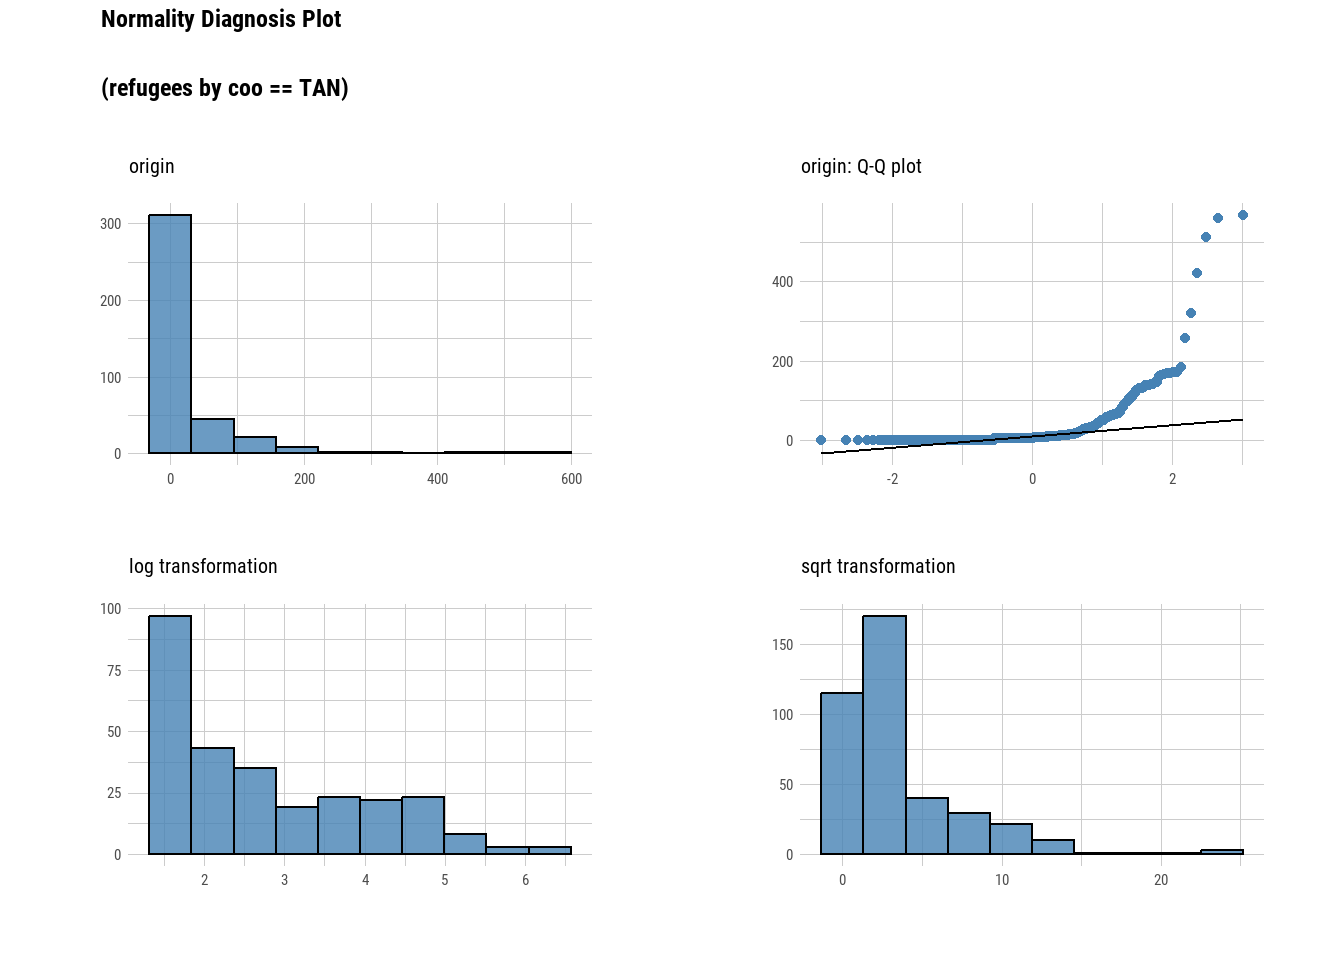 Normality Diagnosis Plot
(refugees by coo == TAN)
origin
300
200
100
0
0 200 400 600
origin: Q-Q plot
400
200
0
-2 0 2
log transformation
100
75
50
25
0
2 3 4 5 6
sqrt transformation
150
100
50
0
0 10 20